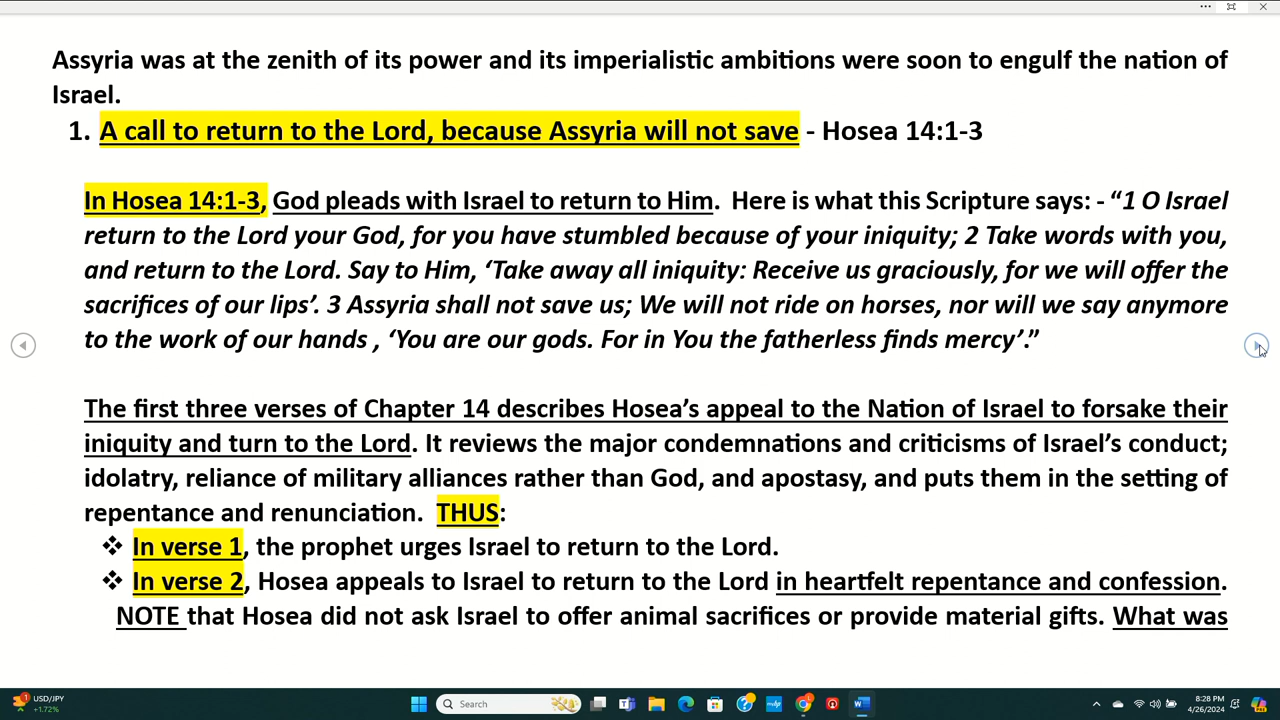 Assyria was at the zenith of its power and its imperialistic ambitions were soon to engulf the nation of
Israel.
1. A call to return to the Lord, because Assyria will not save - Hosea 14:1-3
In Hosea 14:1-3, God pleads with Israel to return to Him. Here is what this Scripture says: - “1 O Israel
return to the Lord your God, for you have stumbled because of your iniquity; 2 Take words with you,
and return to the Lord. Say to Him, ‘Take away all iniquity: Receive us graciously, for we will offer the
sacrifices of our lips’. 3 Assyria shall not save us; We will not ride on horses, nor will we say anymore
to the work of our hands , ‘You are our gods. For in You the fatherless finds mercy’.”
The first three verses of Chapter 14 describes Hosea’s appeal to the Nation of Israel to forsake their
iniquity and turn to the Lord. It reviews the major condemnations and criticisms of Israel’s conduct;
idolatry, reliance of military alliances rather than God, and apostasy, and puts them in the setting of
repentance and renunciation. THUS:
❖ In verse 1, the prophet urges Israel to return to the Lord.
❖ In verse 2, Hosea appeals to Israel to return to the Lord in heartfelt repentance and confession.
NOTE that Hosea did not ask Israel to offer animal sacrifices or provide material gifts. What was
1
USD/JPY
+1.72%
Search
8:28 PM
4/26/2024